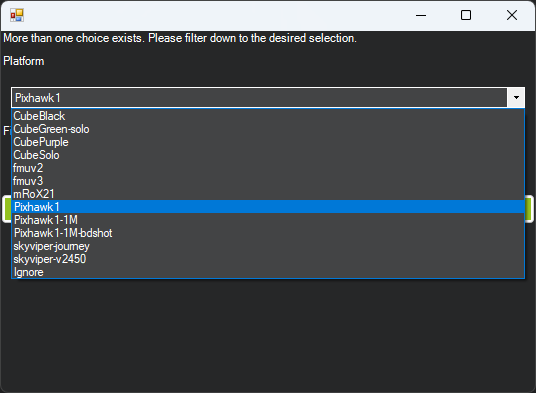 More than one choice exists. Please filter down to the desired selection.
Platform
Pixhawk1
CubeBlack
CubeGreen-solo
CubePurple
CubeSolo
fmuv2
fmuv3
mRoX21
Pixhawk1
Pixhawk1-1M
Pixhawk1-1M-bdshot
skyviper-journey
skyviper-v2450
Ignore